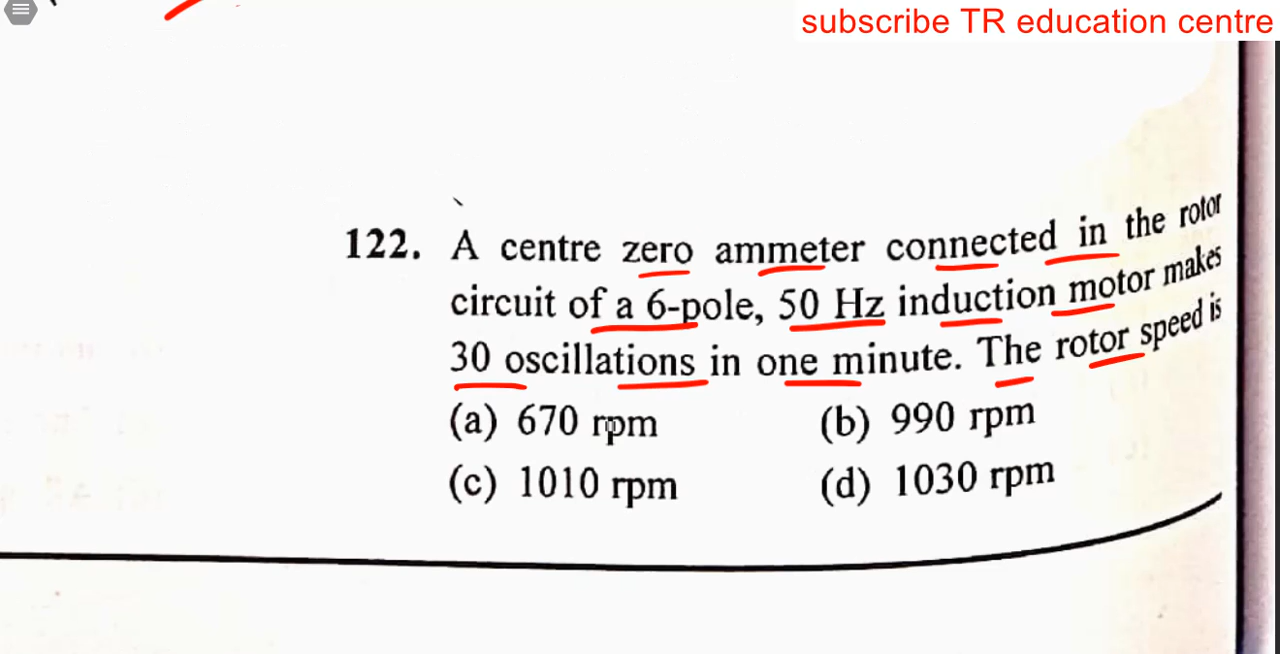 subscribe TR education centre
122. A centre zero ammeter connected in the rotor
circuit of a 6-pole, 50 Hz induction motor makes
30 oscillations in one minute. The rotor speed is
(a) 670 rpm (b) 990 rpm
(c) 1010 rpm (d) 1030 rpm